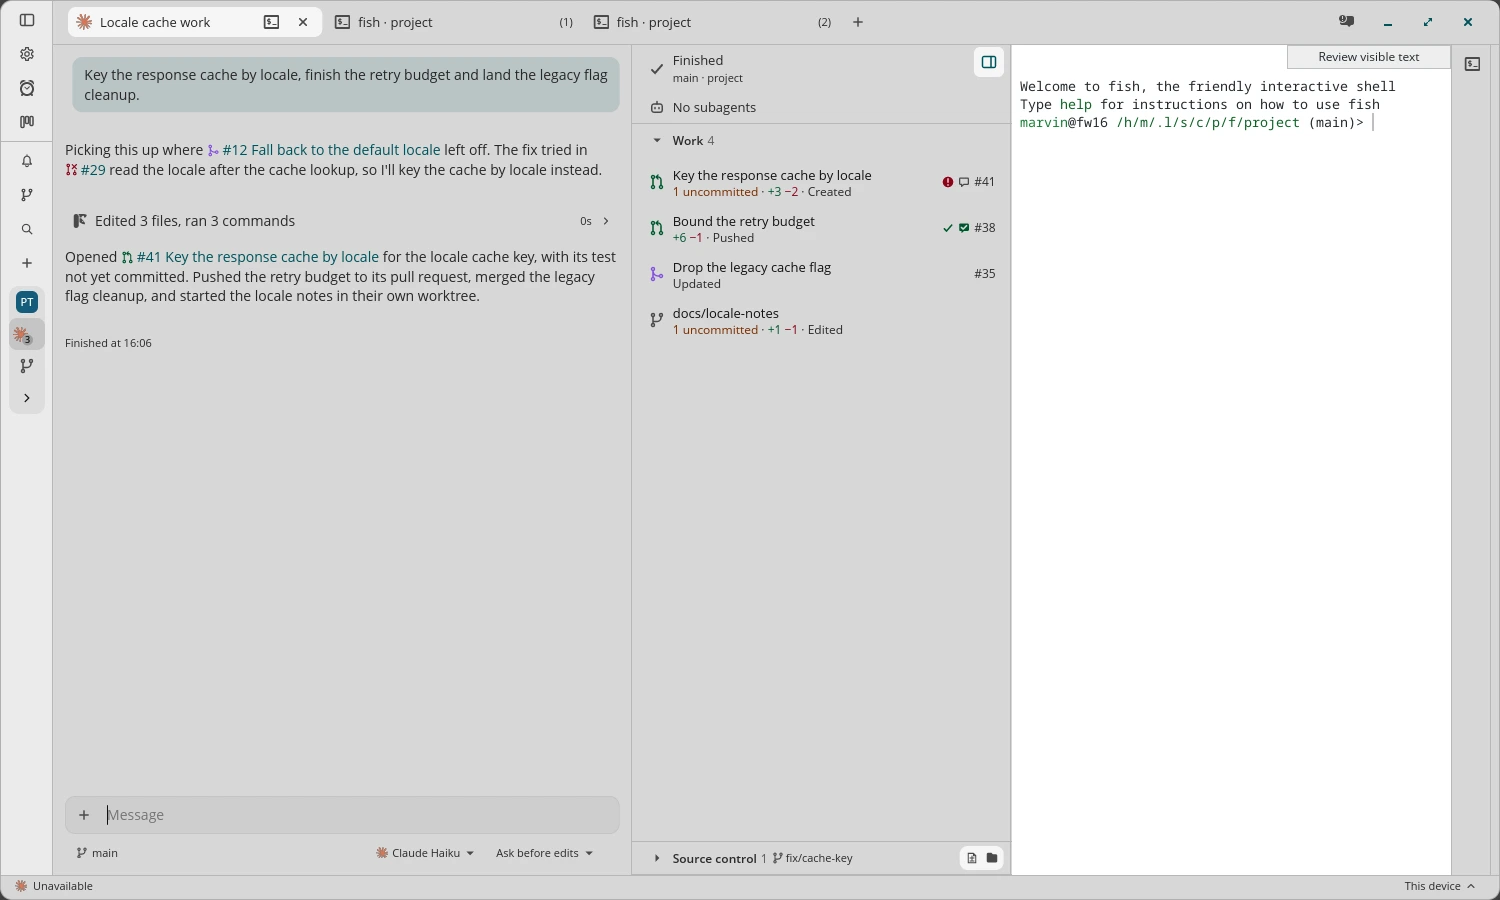 Locale cache work
fish · project (1)
fish · project (2)
Key the response cache by locale, finish the retry budget and land the legacy flag
cleanup.
Picking this up where #12 Fall back to the default locale left off. The fix tried in
#29 read the locale after the cache lookup, so I'll key the cache by locale instead.
Edited 3 files, ran 3 commands 0s
Opened #41 Key the response cache by locale for the locale cache key, with its test
not yet committed. Pushed the retry budget to its pull request, merged the legacy
flag cleanup, and started the locale notes in their own worktree.
Finished at 16:06
PT
3
Message
main
Claude Haiku
Ask before edits
Finished
main · project
No subagents
Work 4
Key the response cache by locale #41
1 uncommitted · +3 −2 · Created
Bound the retry budget #38
+6 −1 · Pushed
Drop the legacy cache flag #35
Updated
docs/locale-notes
1 uncommitted · +1 −1 · Edited
Source control 1 fix/cache-key
Review visible text
Welcome to fish, the friendly interactive shell
Type help for instructions on how to use fish
marvin@fw16 /h/m/.l/s/c/p/f/project (main)>
Unavailable
This device